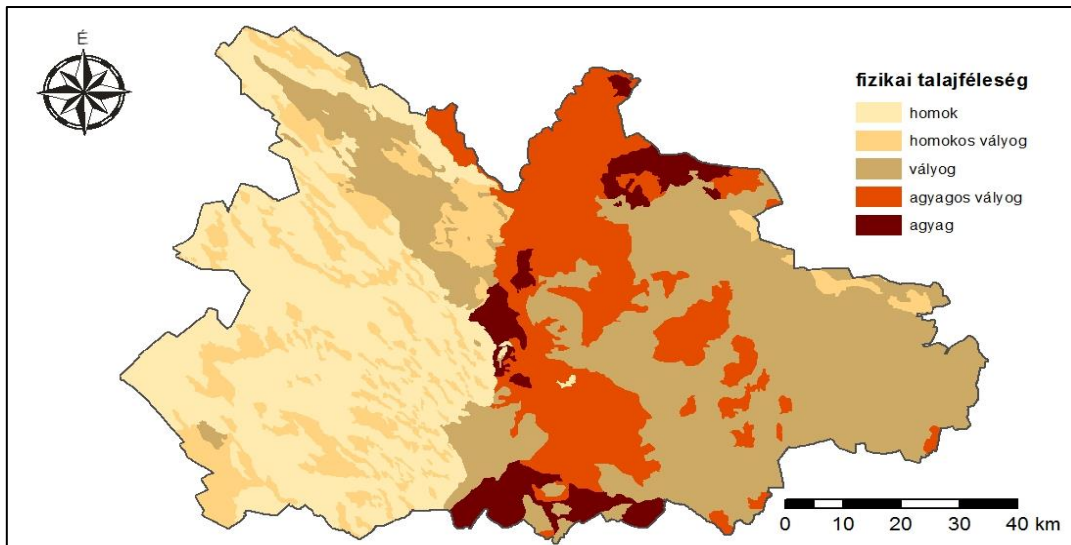 É
fizikai talajféleség
homok
homokos vályog
vályog
agyagos vályog
agyag
0 10 20 30 40 km